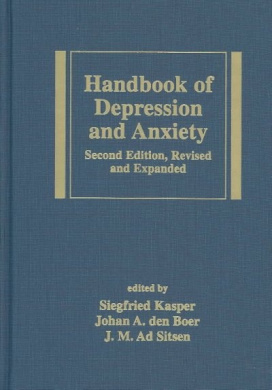 Handbook of
Depression
and Anxiety
Second Edition, Revised
and Expanded
edited by
Siegfried Kasper
Johan A. den Boer
J. M. Ad Sitsen